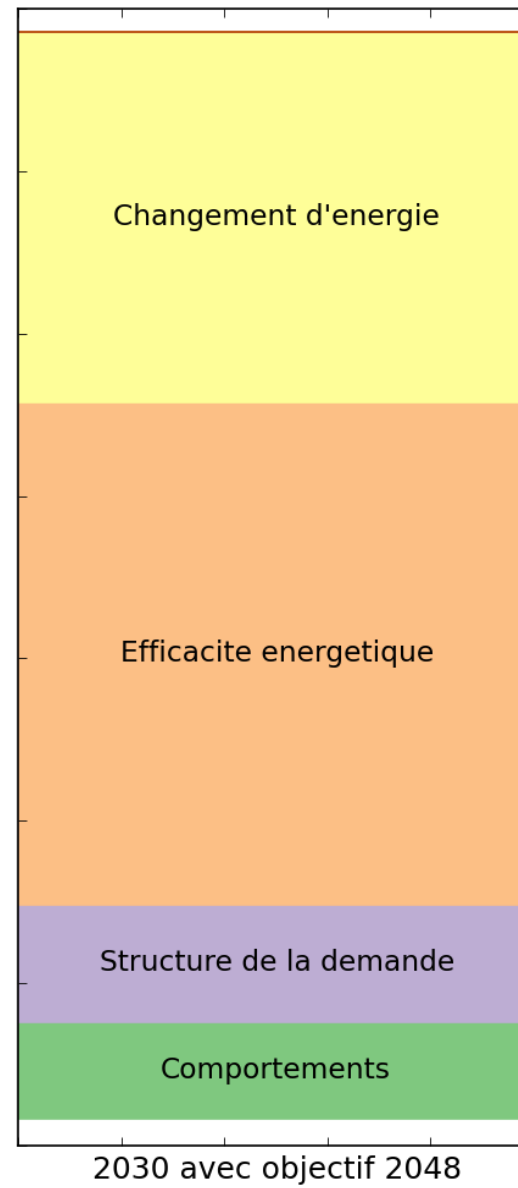 Changement d'energie
Efficacite energetique
Structure de la demande
Comportements
2030 avec objectif 2048